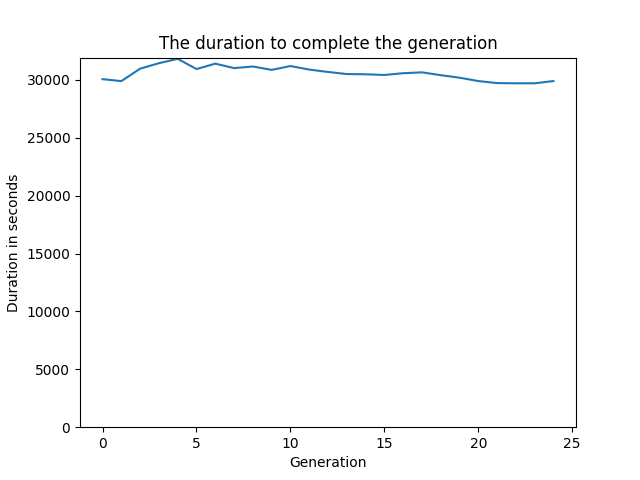 The duration to complete the generation
30000
25000
20000
15000
10000
5000
0
Duration in seconds
0 5 10 15 20 25
Generation